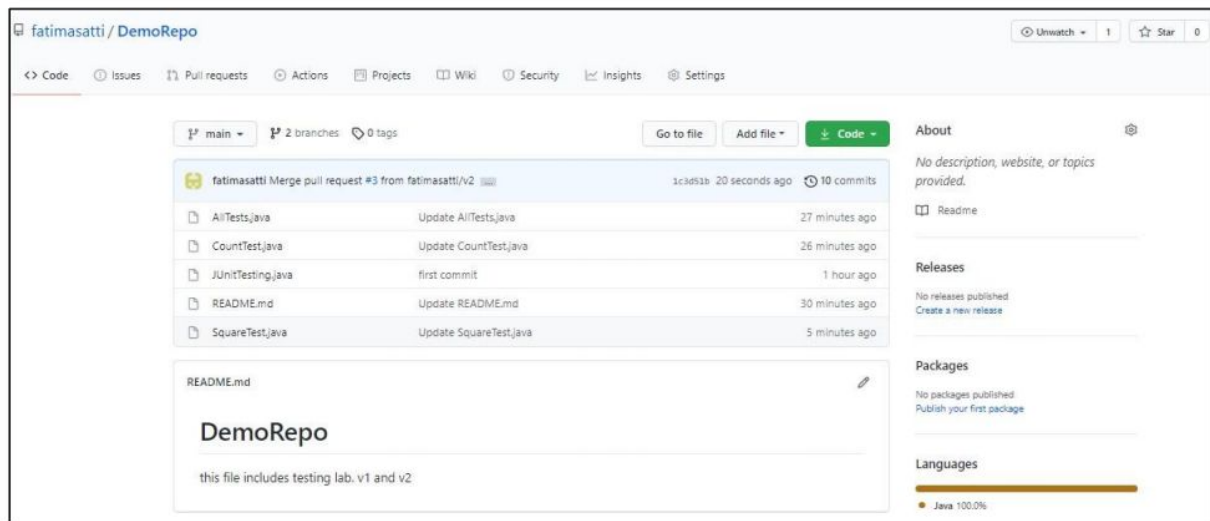 fatimasatti / DemoRepo
Unwatch 1 Star 0
<> Code Issues Pull requests Actions Projects Wiki Security Insights Settings
main 2 branches 0 tags Go to file Add file Code
fatimasatti Merge pull request #3 from fatimasatti/v2 ... 1c3d51b 20 seconds ago 10 commits
AllTests.java Update AllTests.java 27 minutes ago
CountTest.java Update CountTest.java 26 minutes ago
JUnitTesting.java first commit 1 hour ago
README.md Update README.md 30 minutes ago
SquareTest.java Update SquareTest.java 5 minutes ago
README.md
DemoRepo
this file includes testing lab. v1 and v2
About
No description, website, or topics
provided.
Readme
Releases
No releases published
Create a new release
Packages
No packages published
Publish your first package
Languages
Java 100.0%